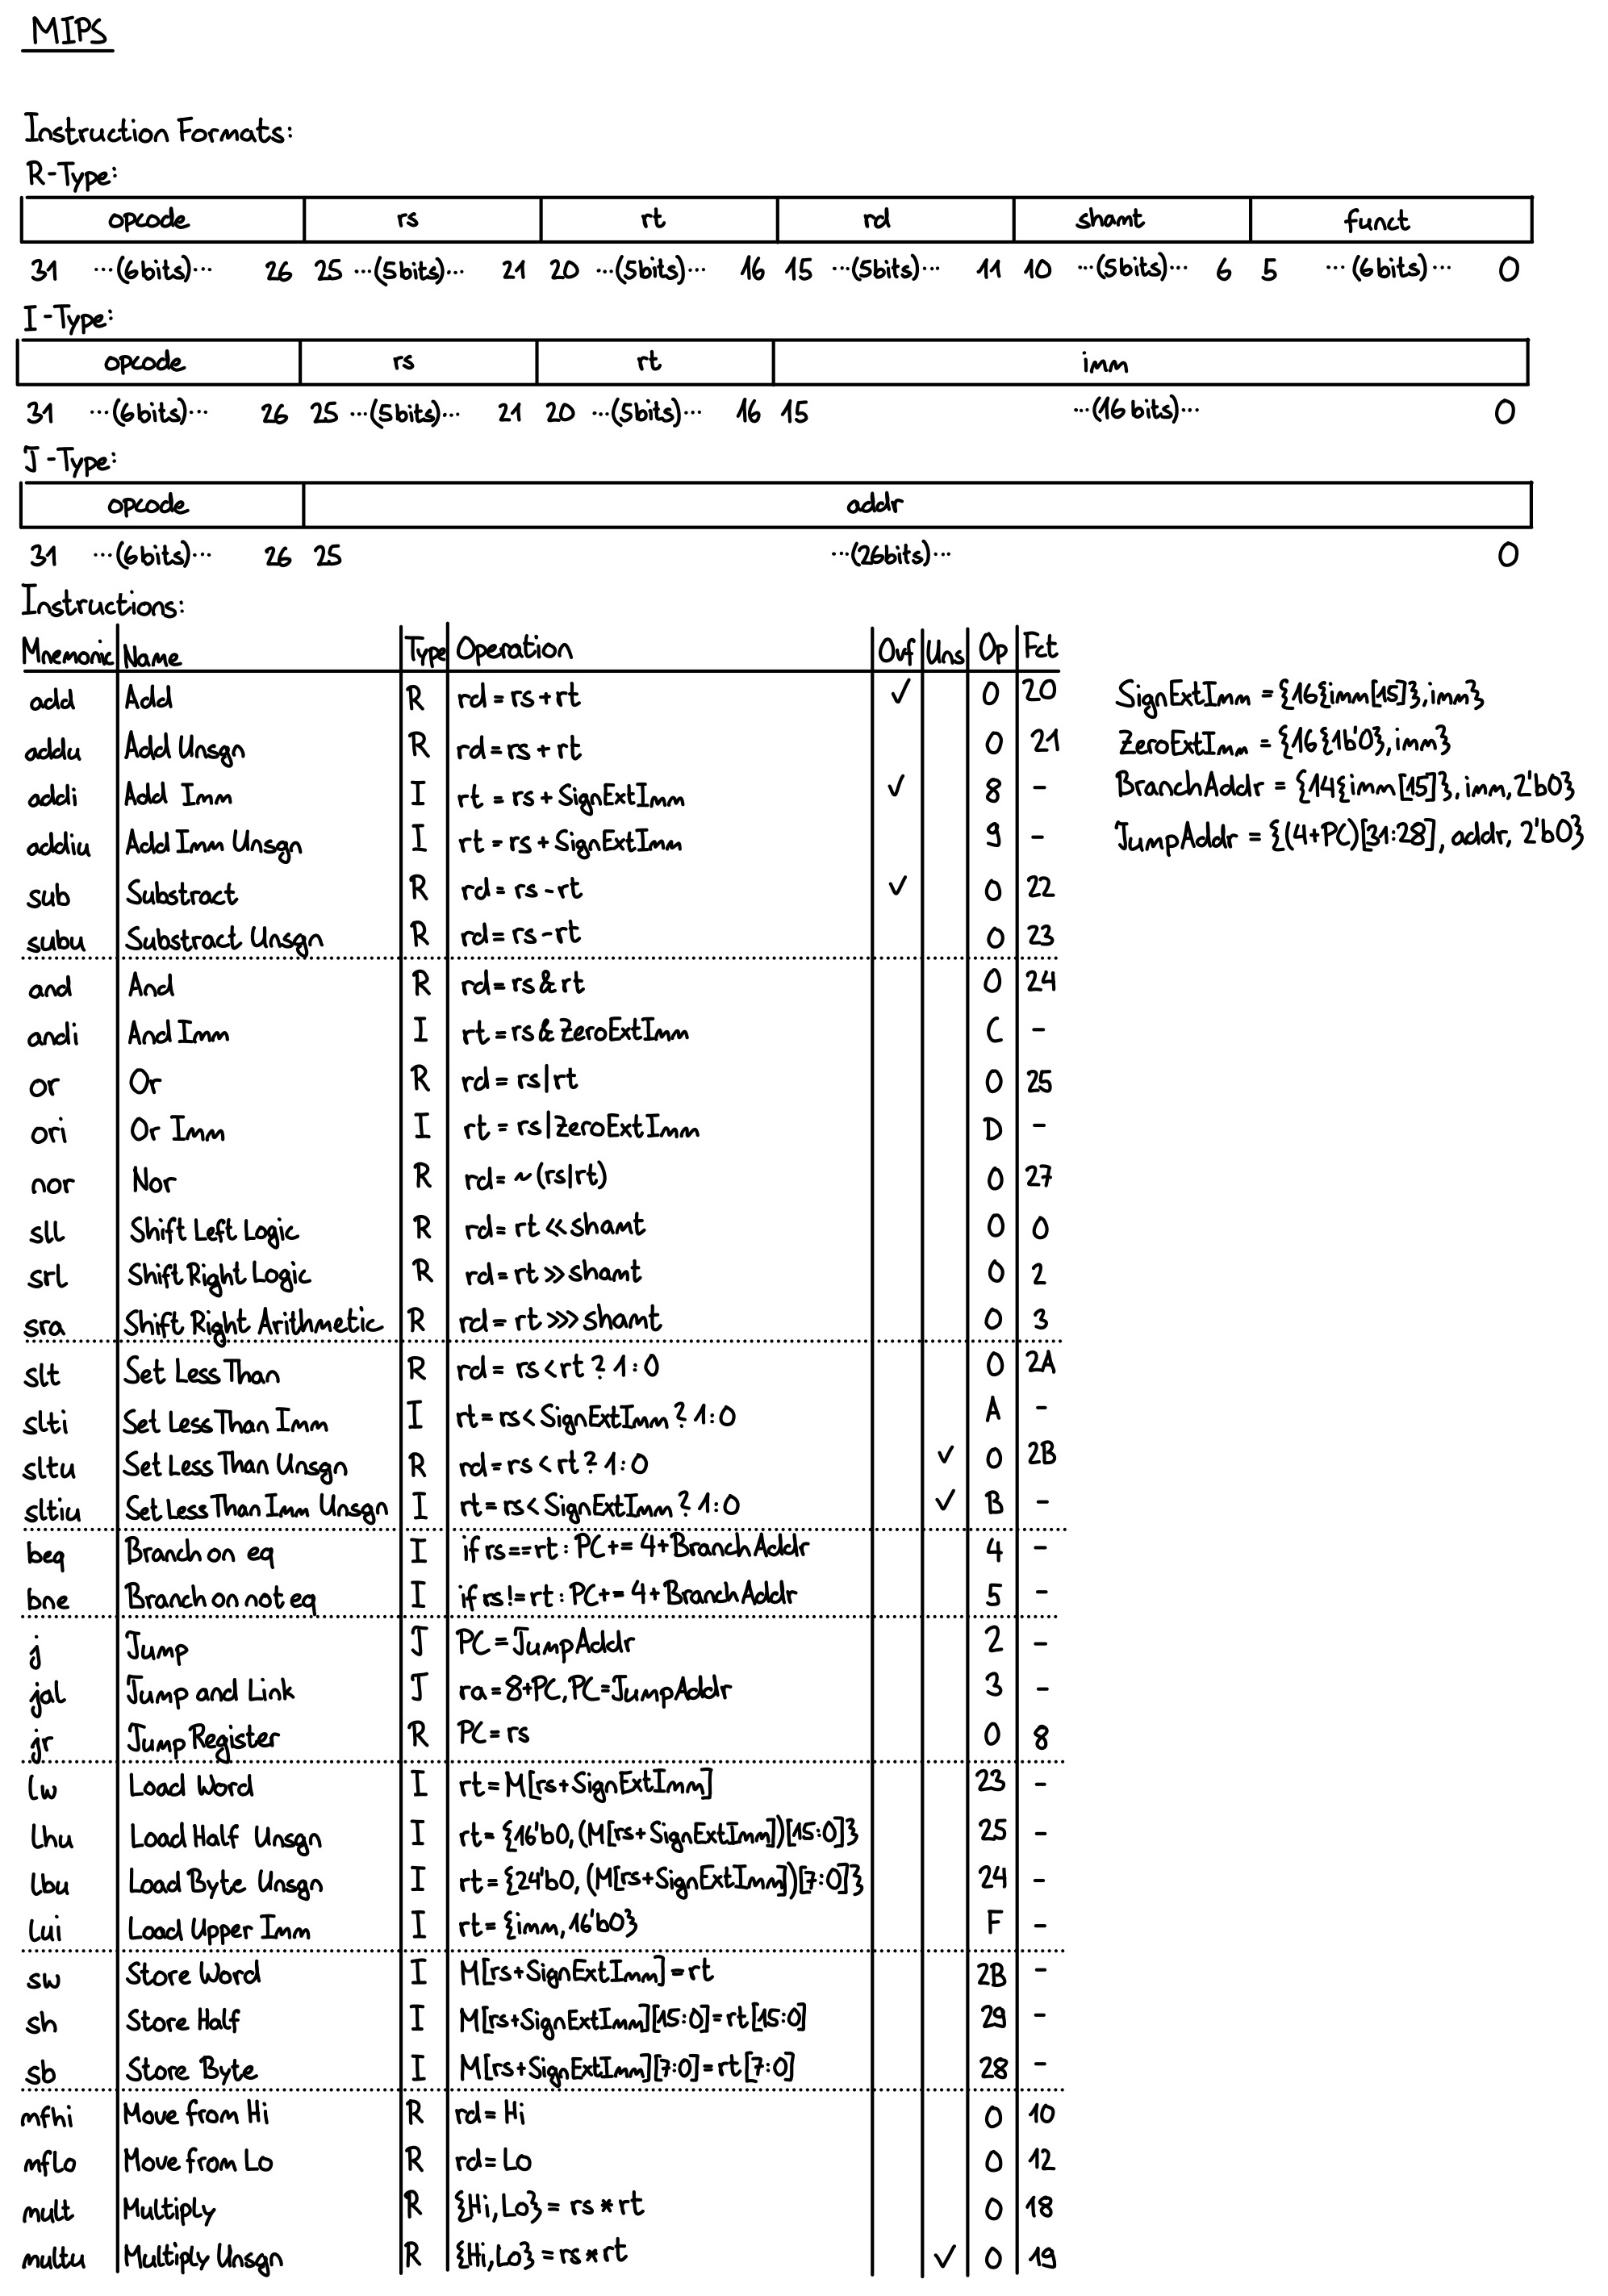 MIPS
Instruction Formats:
R-Type:
opcode rs rt rd shamt funct
31 ...(6bits)... 26 25 ...(5bits)... 21 20 ...(5bits)... 16 15 ...(5bits)... 11 10 ...(5bits)... 6 5 ...(6bits)... 0
I-Type:
opcode rs rt imm
31 ...(6bits)... 26 25 ...(5bits)... 21 20 ...(5bits)... 16 15 ...(16bits)... 0
J-Type:
opcode addr
31 ...(6bits)... 26 25 ...(26bits)... 0
Instructions:
Mnemonic Name Type Operation Ovf Uns Op Fct
add Add R rd=rs+rt ✓ 0 20 SignExtImm = {16{imm[15]},imm}
addu Add Unsgn R rd=rs+rt 0 21 ZeroExtImm = {16{1b'0},imm}
addi Add Imm I rt=rs+SignExtImm ✓ 8 - BranchAddr = {14{imm[15]},imm,2'b0}
addiu Add Imm Unsgn I rt=rs+SignExtImm 9 - JumpAddr = {(4+PC)[31:28], addr, 2'b0}
sub Substract R rd=rs-rt ✓ 0 22
subu Substract Unsgn R rd=rs-rt 0 23
and And R rd=rs&rt 0 24
andi And Imm I rt=rs&ZeroExtImm C -
or Or R rd=rs|rt 0 25
ori Or Imm I rt=rs|ZeroExtImm D -
nor Nor R rd=~(rs|rt) 0 27
sll Shift Left Logic R rd=rt<<shamt 0 0
srl Shift Right Logic R rd=rt>>shamt 0 2
sra Shift Right Arithmetic R rd=rt>>>shamt 0 3
slt Set Less Than R rd=rs<rt?1:0 0 2A
slti Set Less Than Imm I rt=rs<SignExtImm?1:0 A -
sltu Set Less Than Unsgn R rd=rs<rt?1:0 ✓ 0 2B
sltiu Set Less Than Imm Unsgn I rt=rs<SignExtImm?1:0 ✓ B -
beq Branch on eq I if rs==rt:PC+=4+BranchAddr 4 -
bne Branch on not eq I if rs!=rt:PC+=4+BranchAddr 5 -
j Jump J PC=JumpAddr 2 -
jal Jump and Link J ra=8+PC,PC=JumpAddr 3 -
jr Jump Register R PC=rs 0 8
lw Load Word I rt=M[rs+SignExtImm] 23 -
lhu Load Half Unsgn I rt={16'b0,(M[rs+SignExtImm])[15:0]} 25 -
lbu Load Byte Unsgn I rt={24'b0,(M[rs+SignExtImm])[7:0]} 24 -
lui Load Upper Imm I rt={imm,16'b0} F -
sw Store Word I M[rs+SignExtImm]=rt 2B -
sh Store Half I M[rs+SignExtImm][15:0]=rt[15:0] 29 -
sb Store Byte I M[rs+SignExtImm][7:0]=rt[7:0] 28 -
mfhi Move from Hi R rd=Hi 0 10
mflo Move from Lo R rd=Lo 0 12
mult Multiply R {Hi,Lo}=rs*rt 0 18
multu Multiply Unsgn R {Hi,Lo}=rs*rt ✓ 0 19